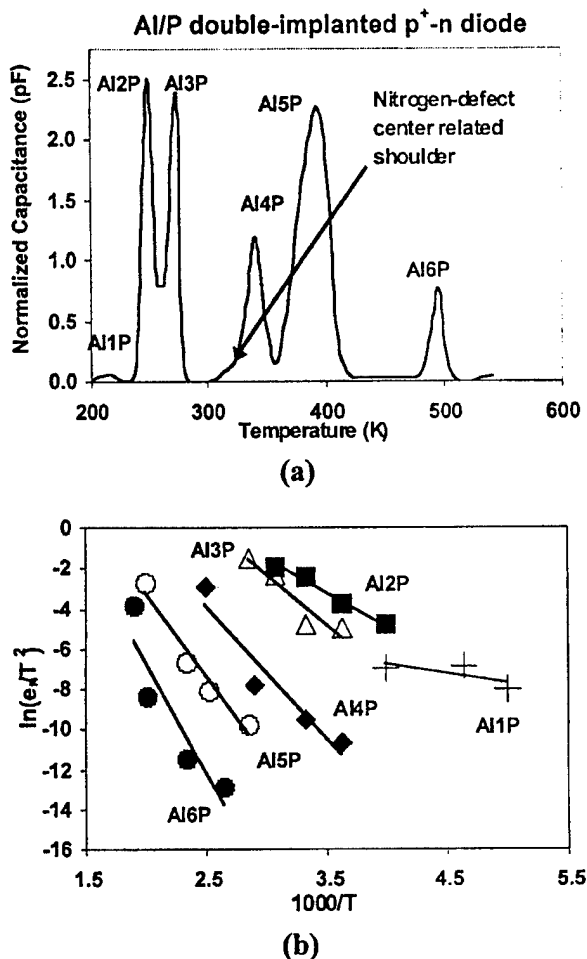 Al/P double-implanted p⁺-n diode
Normalized Capacitance (pF)
2.5
2.0
1.5
1.0
0.5
0.0
Al1P
Al2P
Al3P
Al4P
Al5P
Al6P
Nitrogen-defect
center related
shoulder
200
300
400
500
600
Temperature (K)
(a)
ln(eₙ/T²)
0
-2
-4
-6
-8
-10
-12
-14
-16
Al3P
Al2P
Al4P
Al1P
Al5P
Al6P
1.5
2.5
3.5
4.5
5.5
1000/T
(b)